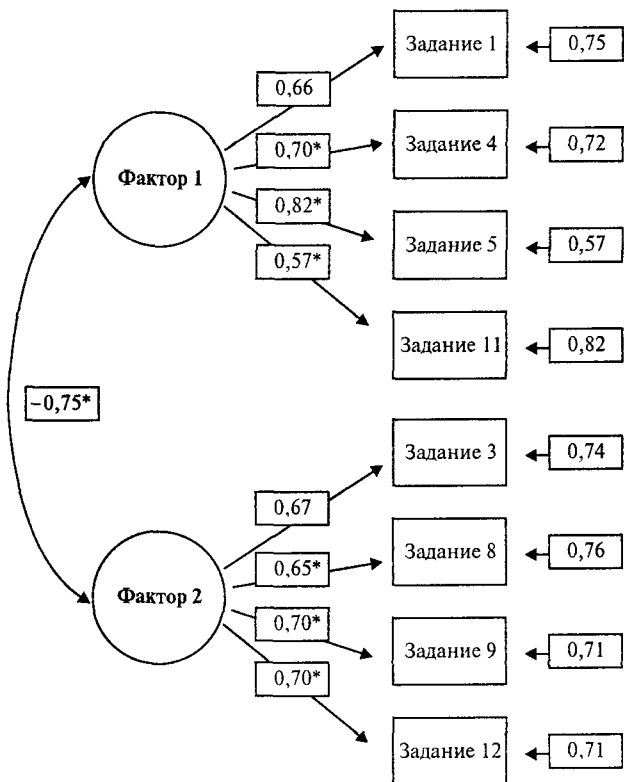 Задание 1
0,75
0,66
Задание 4
0,72
0,70*
Фактор 1
0,82*
Задание 5
0,57
0,57*
Задание 11
0,82
−0,75*
Задание 3
0,74
0,67
Задание 8
0,76
0,65*
Фактор 2
0,70*
Задание 9
0,71
0,70*
Задание 12
0,71